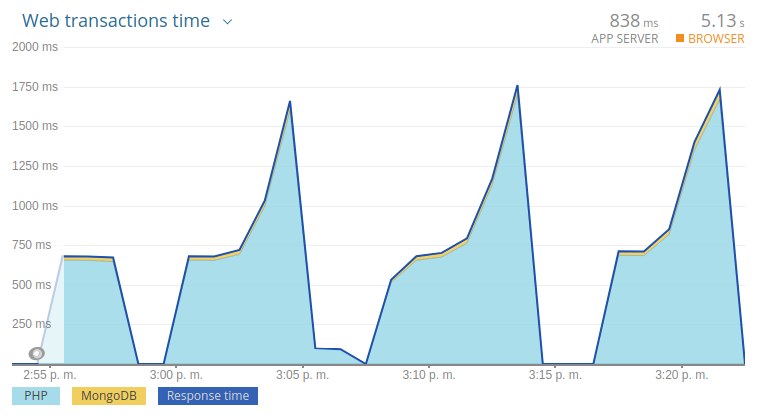 Web transactions time
838 ms
5.13 s
APP SERVER
BROWSER
2000 ms
1750 ms
1500 ms
1250 ms
1000 ms
750 ms
500 ms
250 ms
2:55 p. m.
3:00 p. m.
3:05 p. m.
3:10 p. m.
3:15 p. m.
3:20 p. m.
PHP
MongoDB
Response time